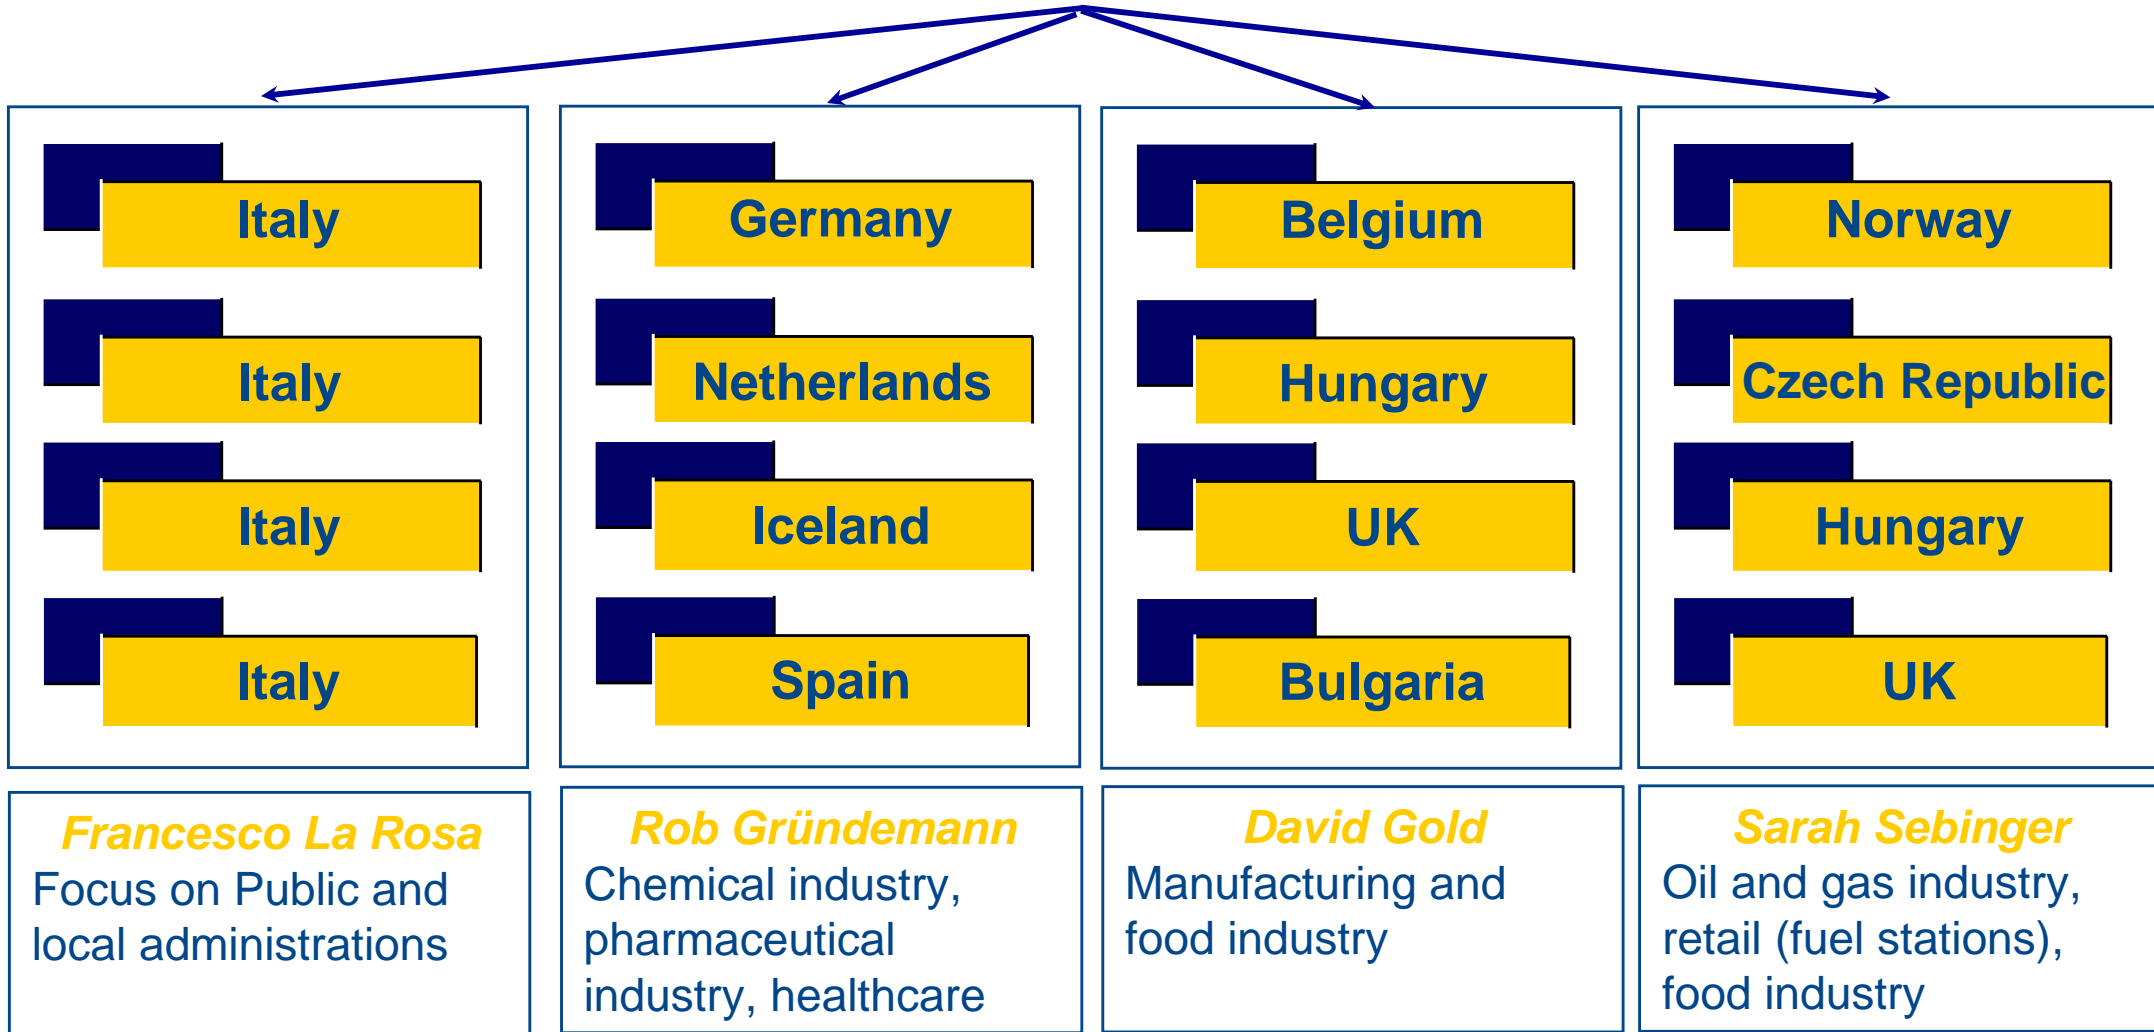 Italy
Italy
Italy
Italy
Germany
Netherlands
Iceland
Spain
Belgium
Hungary
UK
Bulgaria
Norway
Czech Republic
Hungary
UK
Francesco La Rosa
Focus on Public and
local administrations
Rob Gründemann
Chemical industry,
pharmaceutical
industry, healthcare
David Gold
Manufacturing and
food industry
Sarah Sebinger
Oil and gas industry,
retail (fuel stations),
food industry